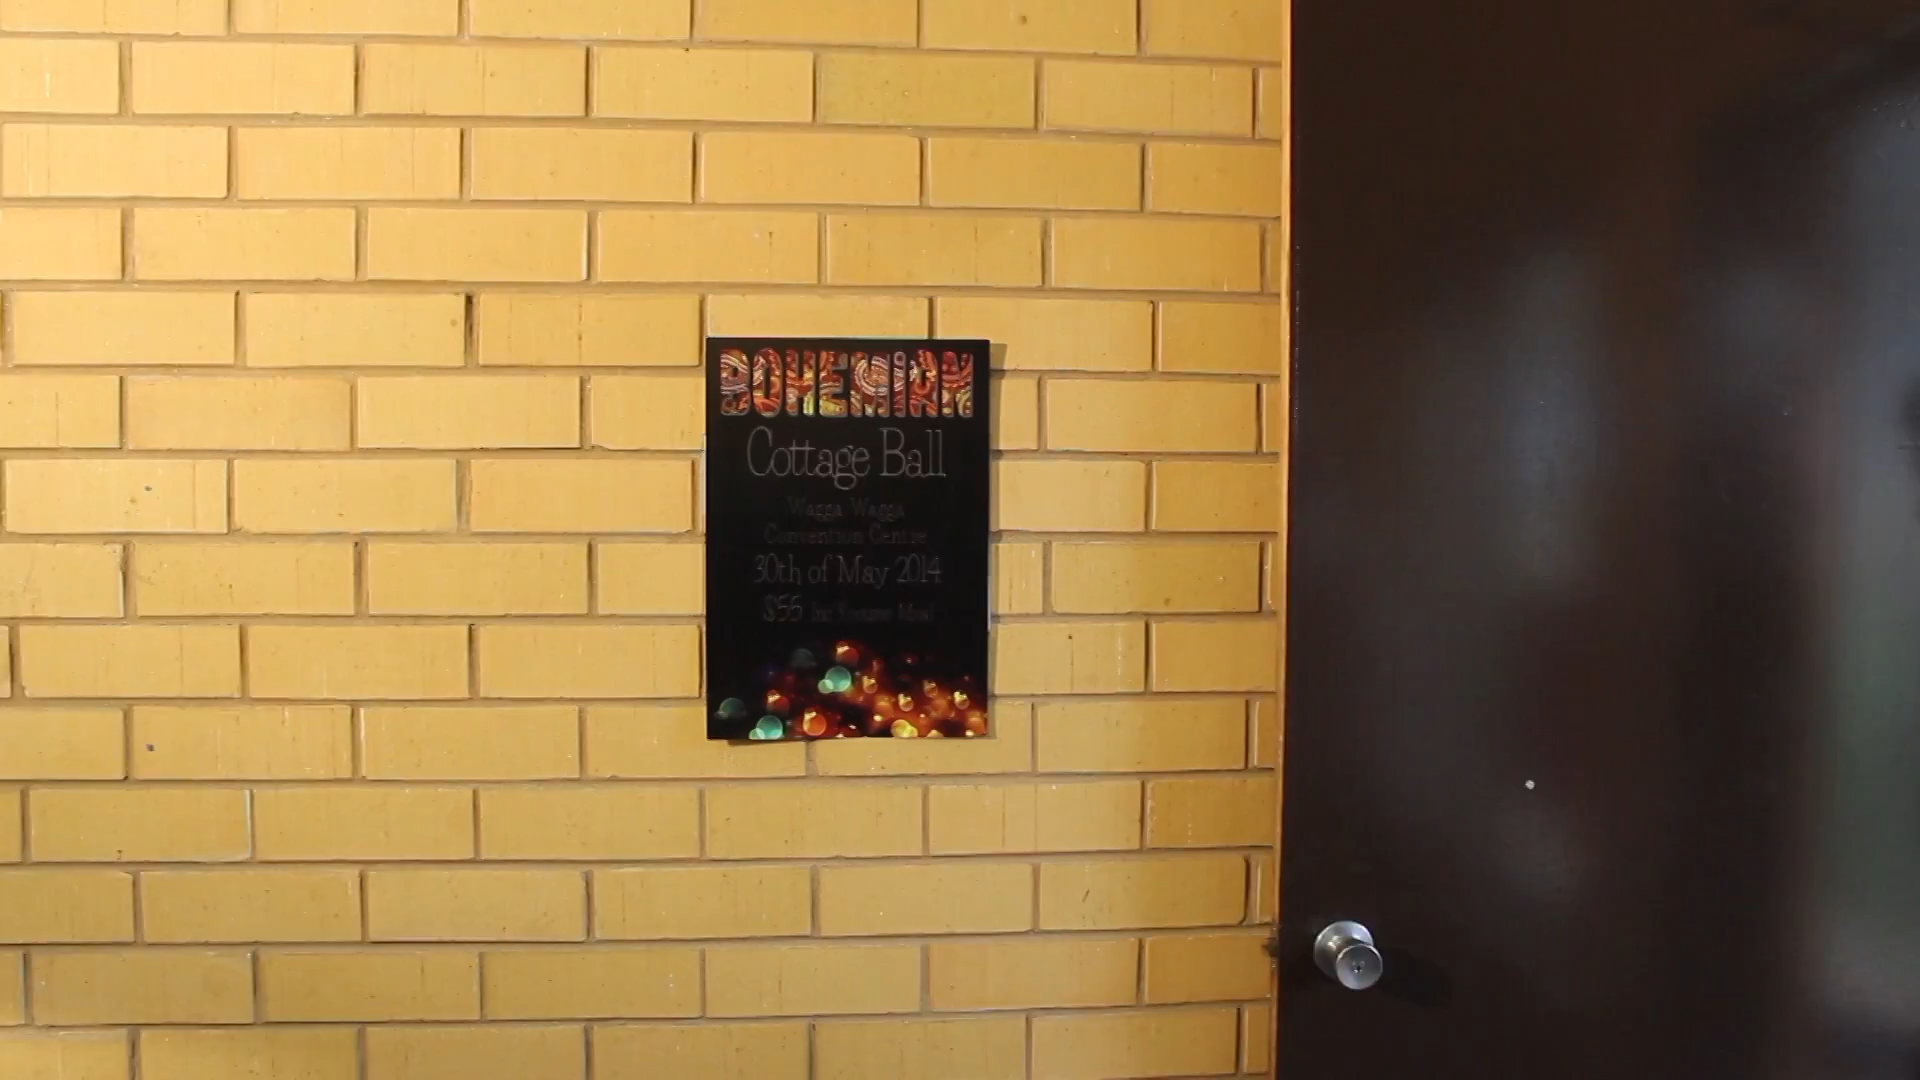 BOHEMiAN
Cottage Ball
Wagga Wagga
Convention Centre
30th of May 2014
$55